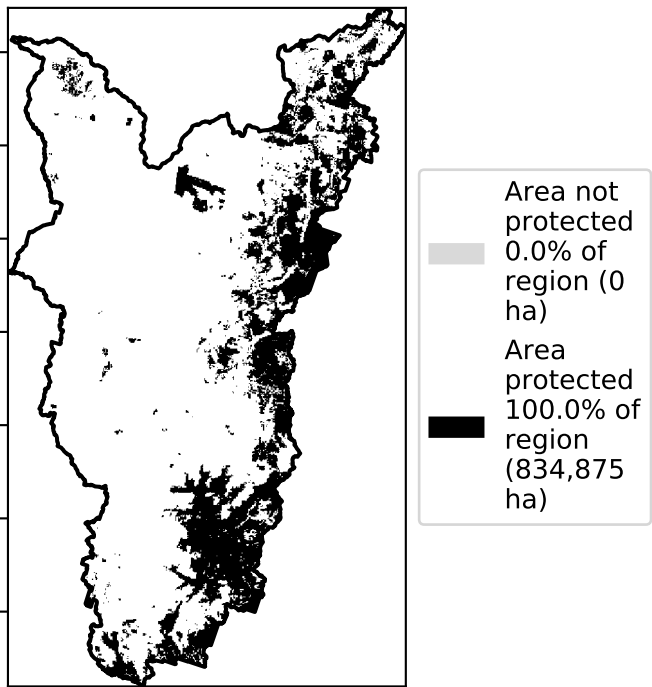 Area not
protected
0.0% of
region (0
ha)
Area
protected
100.0% of
region
(834,875
ha)